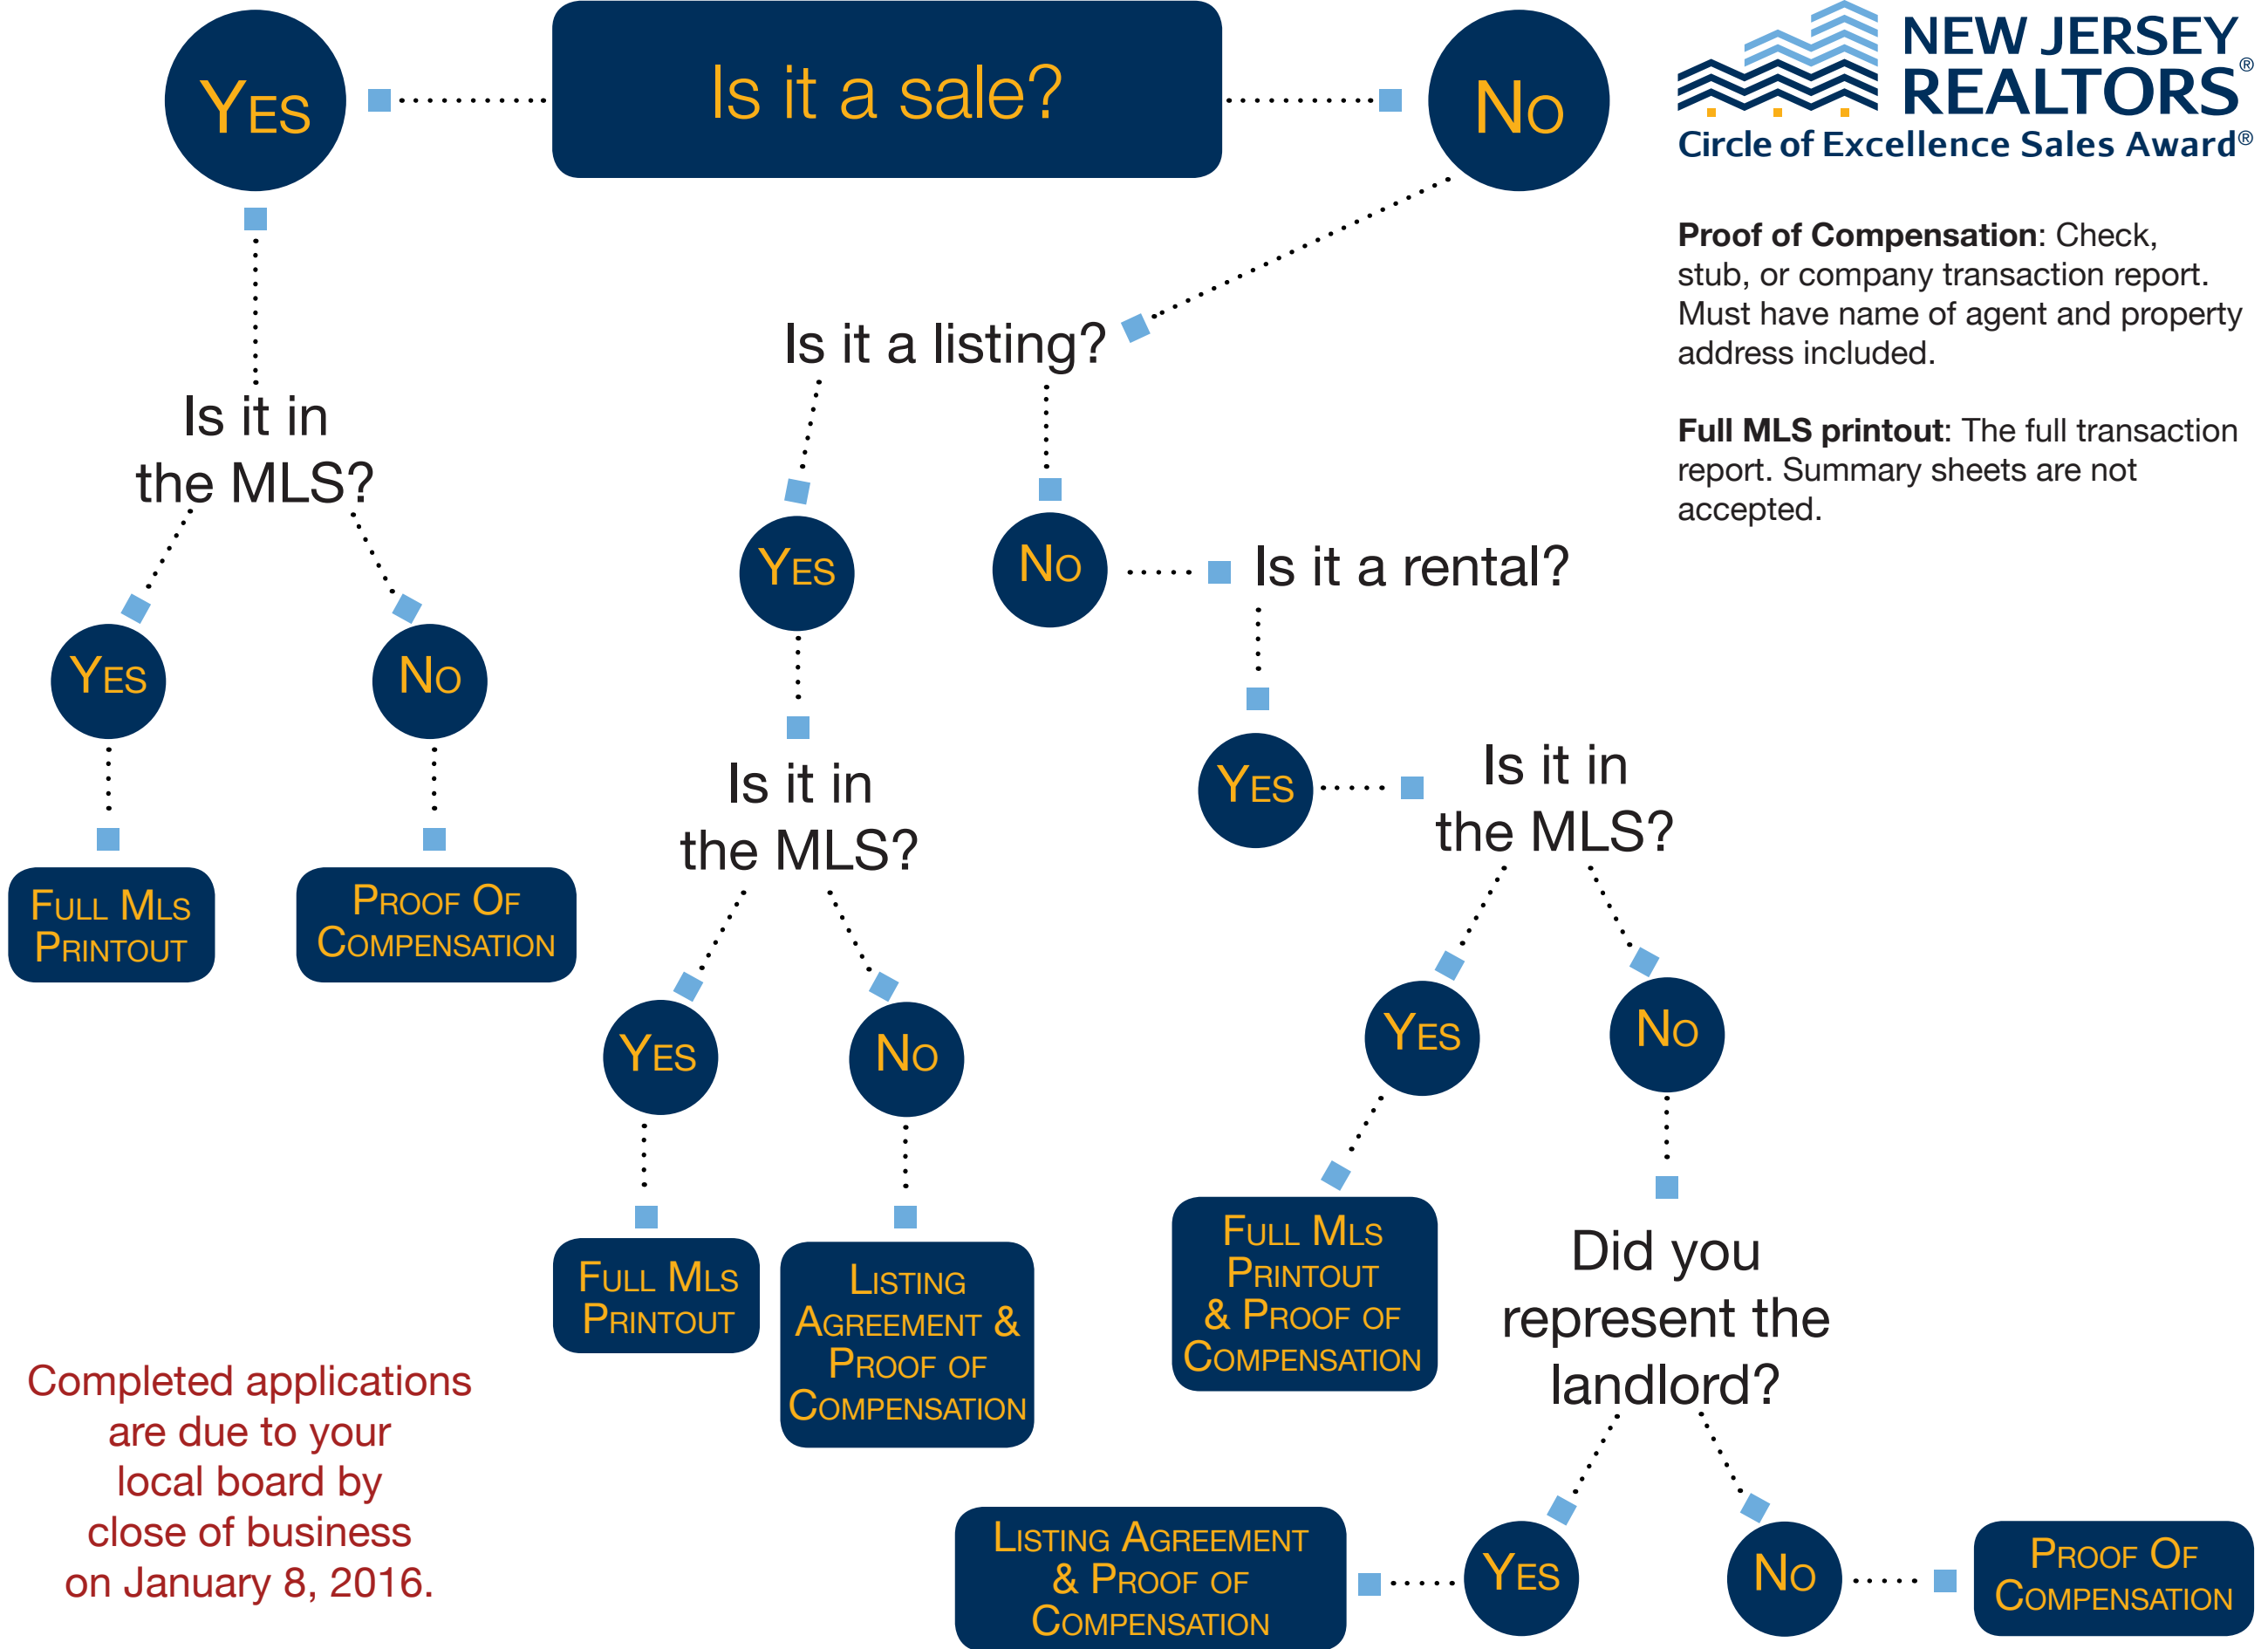 Yes
Is it a sale?
No
NEW JERSEY
REALTORS®
Circle of Excellence Sales Award®
Proof of Compensation: Check,
stub, or company transaction report.
Must have name of agent and property
address included.
Full MLS printout: The full transaction
report. Summary sheets are not
accepted.
Is it in
the MLS?
Yes
No
Full Mls
Printout
Proof Of
Compensation
Is it a listing?
Yes
No
Is it in
the MLS?
Yes
No
Full Mls
Printout
Listing
Agreement &
Proof of
Compensation
Is it a rental?
Yes
Is it in
the MLS?
Yes
No
Full Mls
Printout
& Proof of
Compensation
Did you
represent the
landlord?
Yes
No
Listing Agreement
& Proof of
Compensation
Proof Of
Compensation
Completed applications
are due to your
local board by
close of business
on January 8, 2016.